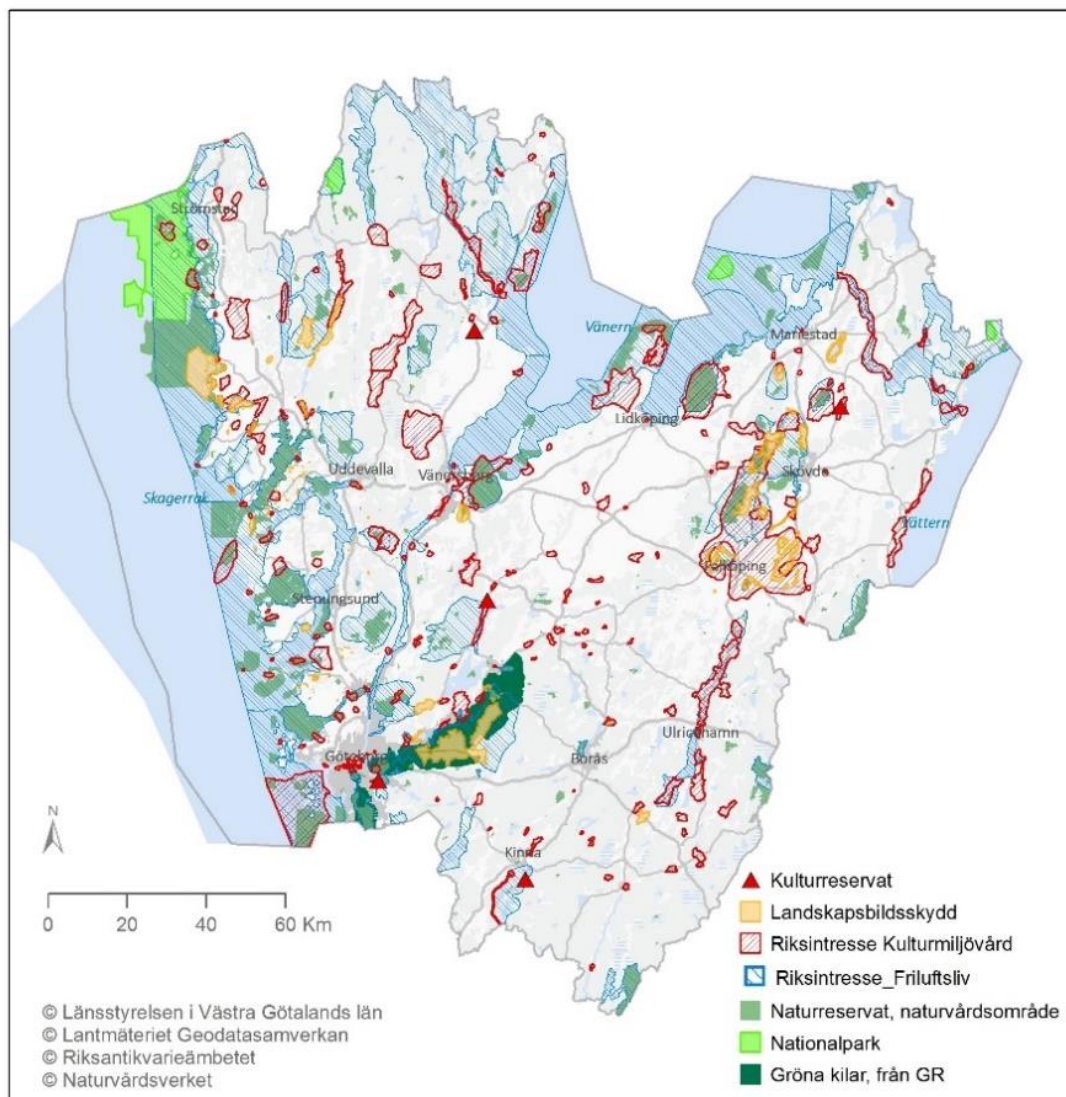 Strömstad
Vänern
Mariestad
Lidköping
Uddevalla
Vänersborg
Skövde
Skagerrak
Vättern
Falköping
Stenungsund
Ulricehamn
Göteborg
Borås
N
Kinna
0 20 40 60 Km
Kulturreservat
Landskapsbildsskydd
Riksintresse Kulturmiljövård
Riksintresse_Friluftsliv
Naturreservat, naturvårdsområde
Nationalpark
Gröna kilar, från GR
© Länsstyrelsen i Västra Götalands län
© Lantmäteriet Geodatasamverkan
© Riksantikvarieämbetet
© Naturvårdsverket